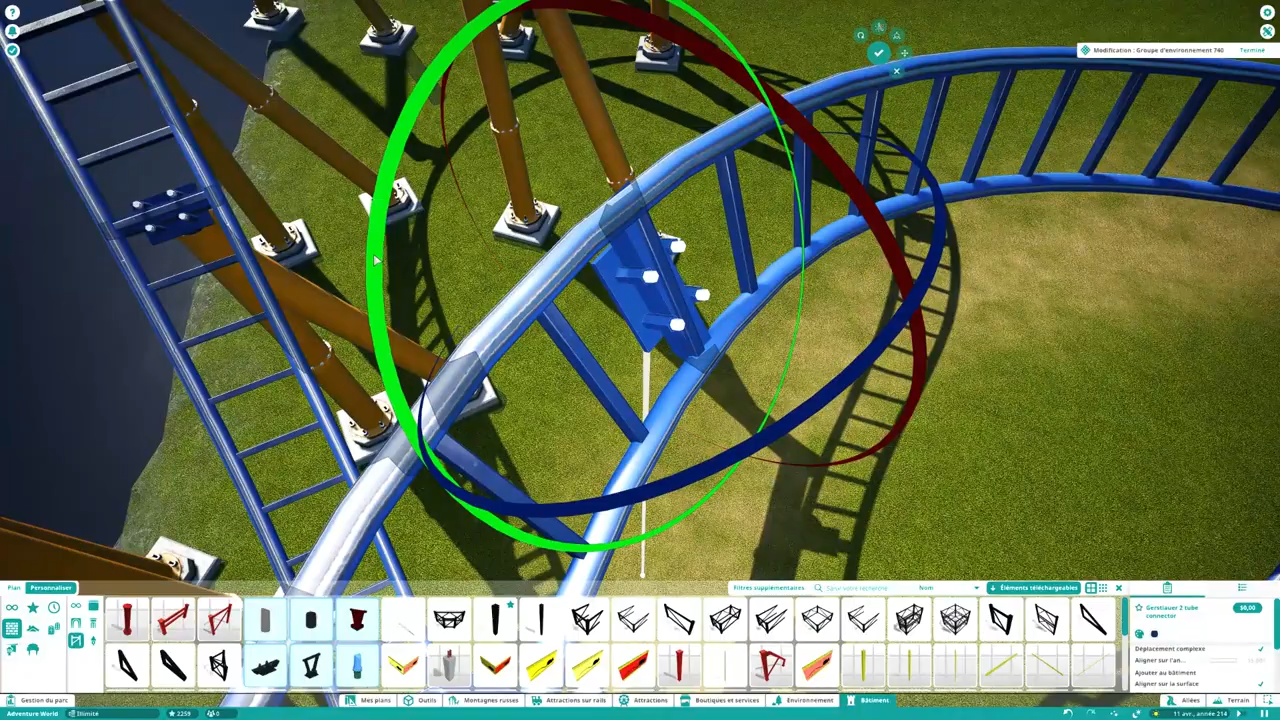 Modification : Groupe d'environnement 740 Terminé
Plan Personnaliser
Filtres supplémentaires
Saisir votre recherche
Nom
Éléments téléchargeables
Gerstlauer 2 tube connector
$0,00
Déplacement complexe
Aligner sur l'an...
Ajouter au bâtiment
Aligner sur la surface
Gestion du parc
Mes plans
Outils
Montagnes russes
Attractions sur rails
Attractions
Boutiques et services
Environnement
Bâtiments
Allées
Terrain
Adventure World
Illimité
2259
0
11 avr., année 214